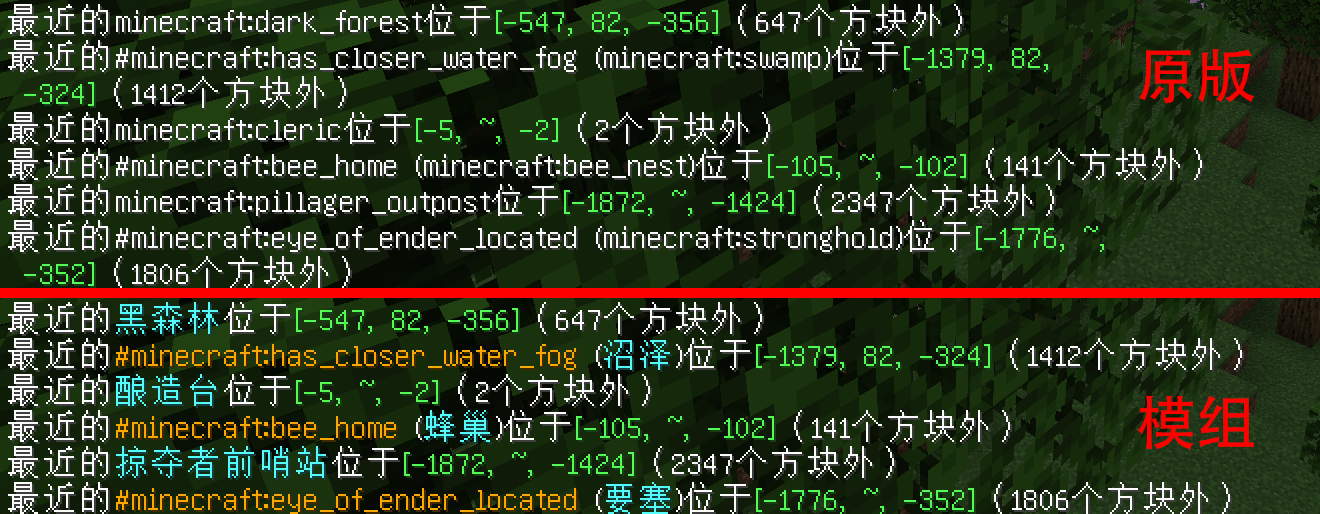 最近的minecraft:dark_forest位于[-547, 82, -356]（647个方块外）
最近的#minecraft:has_closer_water_fog (minecraft:swamp)位于[-1379, 82,
-324]（1412个方块外）
最近的minecraft:cleric位于[-5, ~, -2]（2个方块外）
最近的#minecraft:bee_home (minecraft:bee_nest)位于[-105, ~, -102]（141个方块外）
最近的minecraft:pillager_outpost位于[-1872, ~, -1424]（2347个方块外）
最近的#minecraft:eye_of_ender_located (minecraft:stronghold)位于[-1776, ~,
-352]（1806个方块外）
原版
最近的黑森林位于[-547, 82, -356]（647个方块外）
最近的#minecraft:has_closer_water_fog (沼泽)位于[-1379, 82, -324]（1412个方块外）
最近的酿造台位于[-5, ~, -2]（2个方块外）
最近的#minecraft:bee_home (蜂巢)位于[-105, ~, -102]（141个方块外）
最近的掠夺者前哨站位于[-1872, ~, -1424]（2347个方块外）
最近的#minecraft:eye_of_ender_located (要塞)位于[-1776, ~, -352]（1806个方块外）
模组